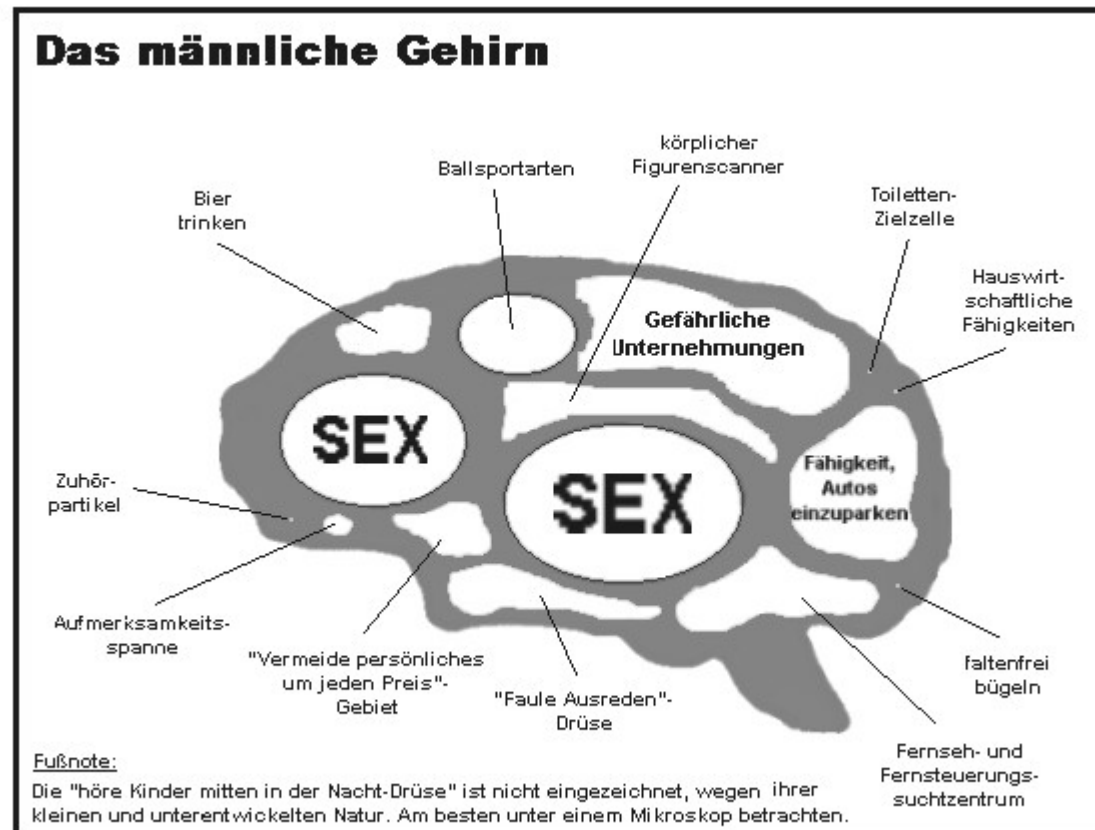 Das männliche Gehirn
körplicher
Figurenscanner
Ballsportarten
Bier
trinken
Toiletten-
Zielzelle
Hauswirt-
schaftliche
Fähigkeiten
Gefährliche
Unternehmungen
SEX
SEX
Fähigkeit,
Autos
einzuparken
Zuhör-
partikel
Aufmerksamkeits-
spanne
"Vermeide persönliches
um jeden Preis"-
Gebiet
"Faule Ausreden"-
Drüse
faltenfrei
bügeln
Fernseh- und
Fernsteuerungs-
suchtzentrum
Fußnote:
Die "höre Kinder mitten in der Nacht-Drüse" ist nicht eingezeichnet, wegen ihrer
kleinen und unterentwickelten Natur. Am besten unter einem Mikroskop betrachten.